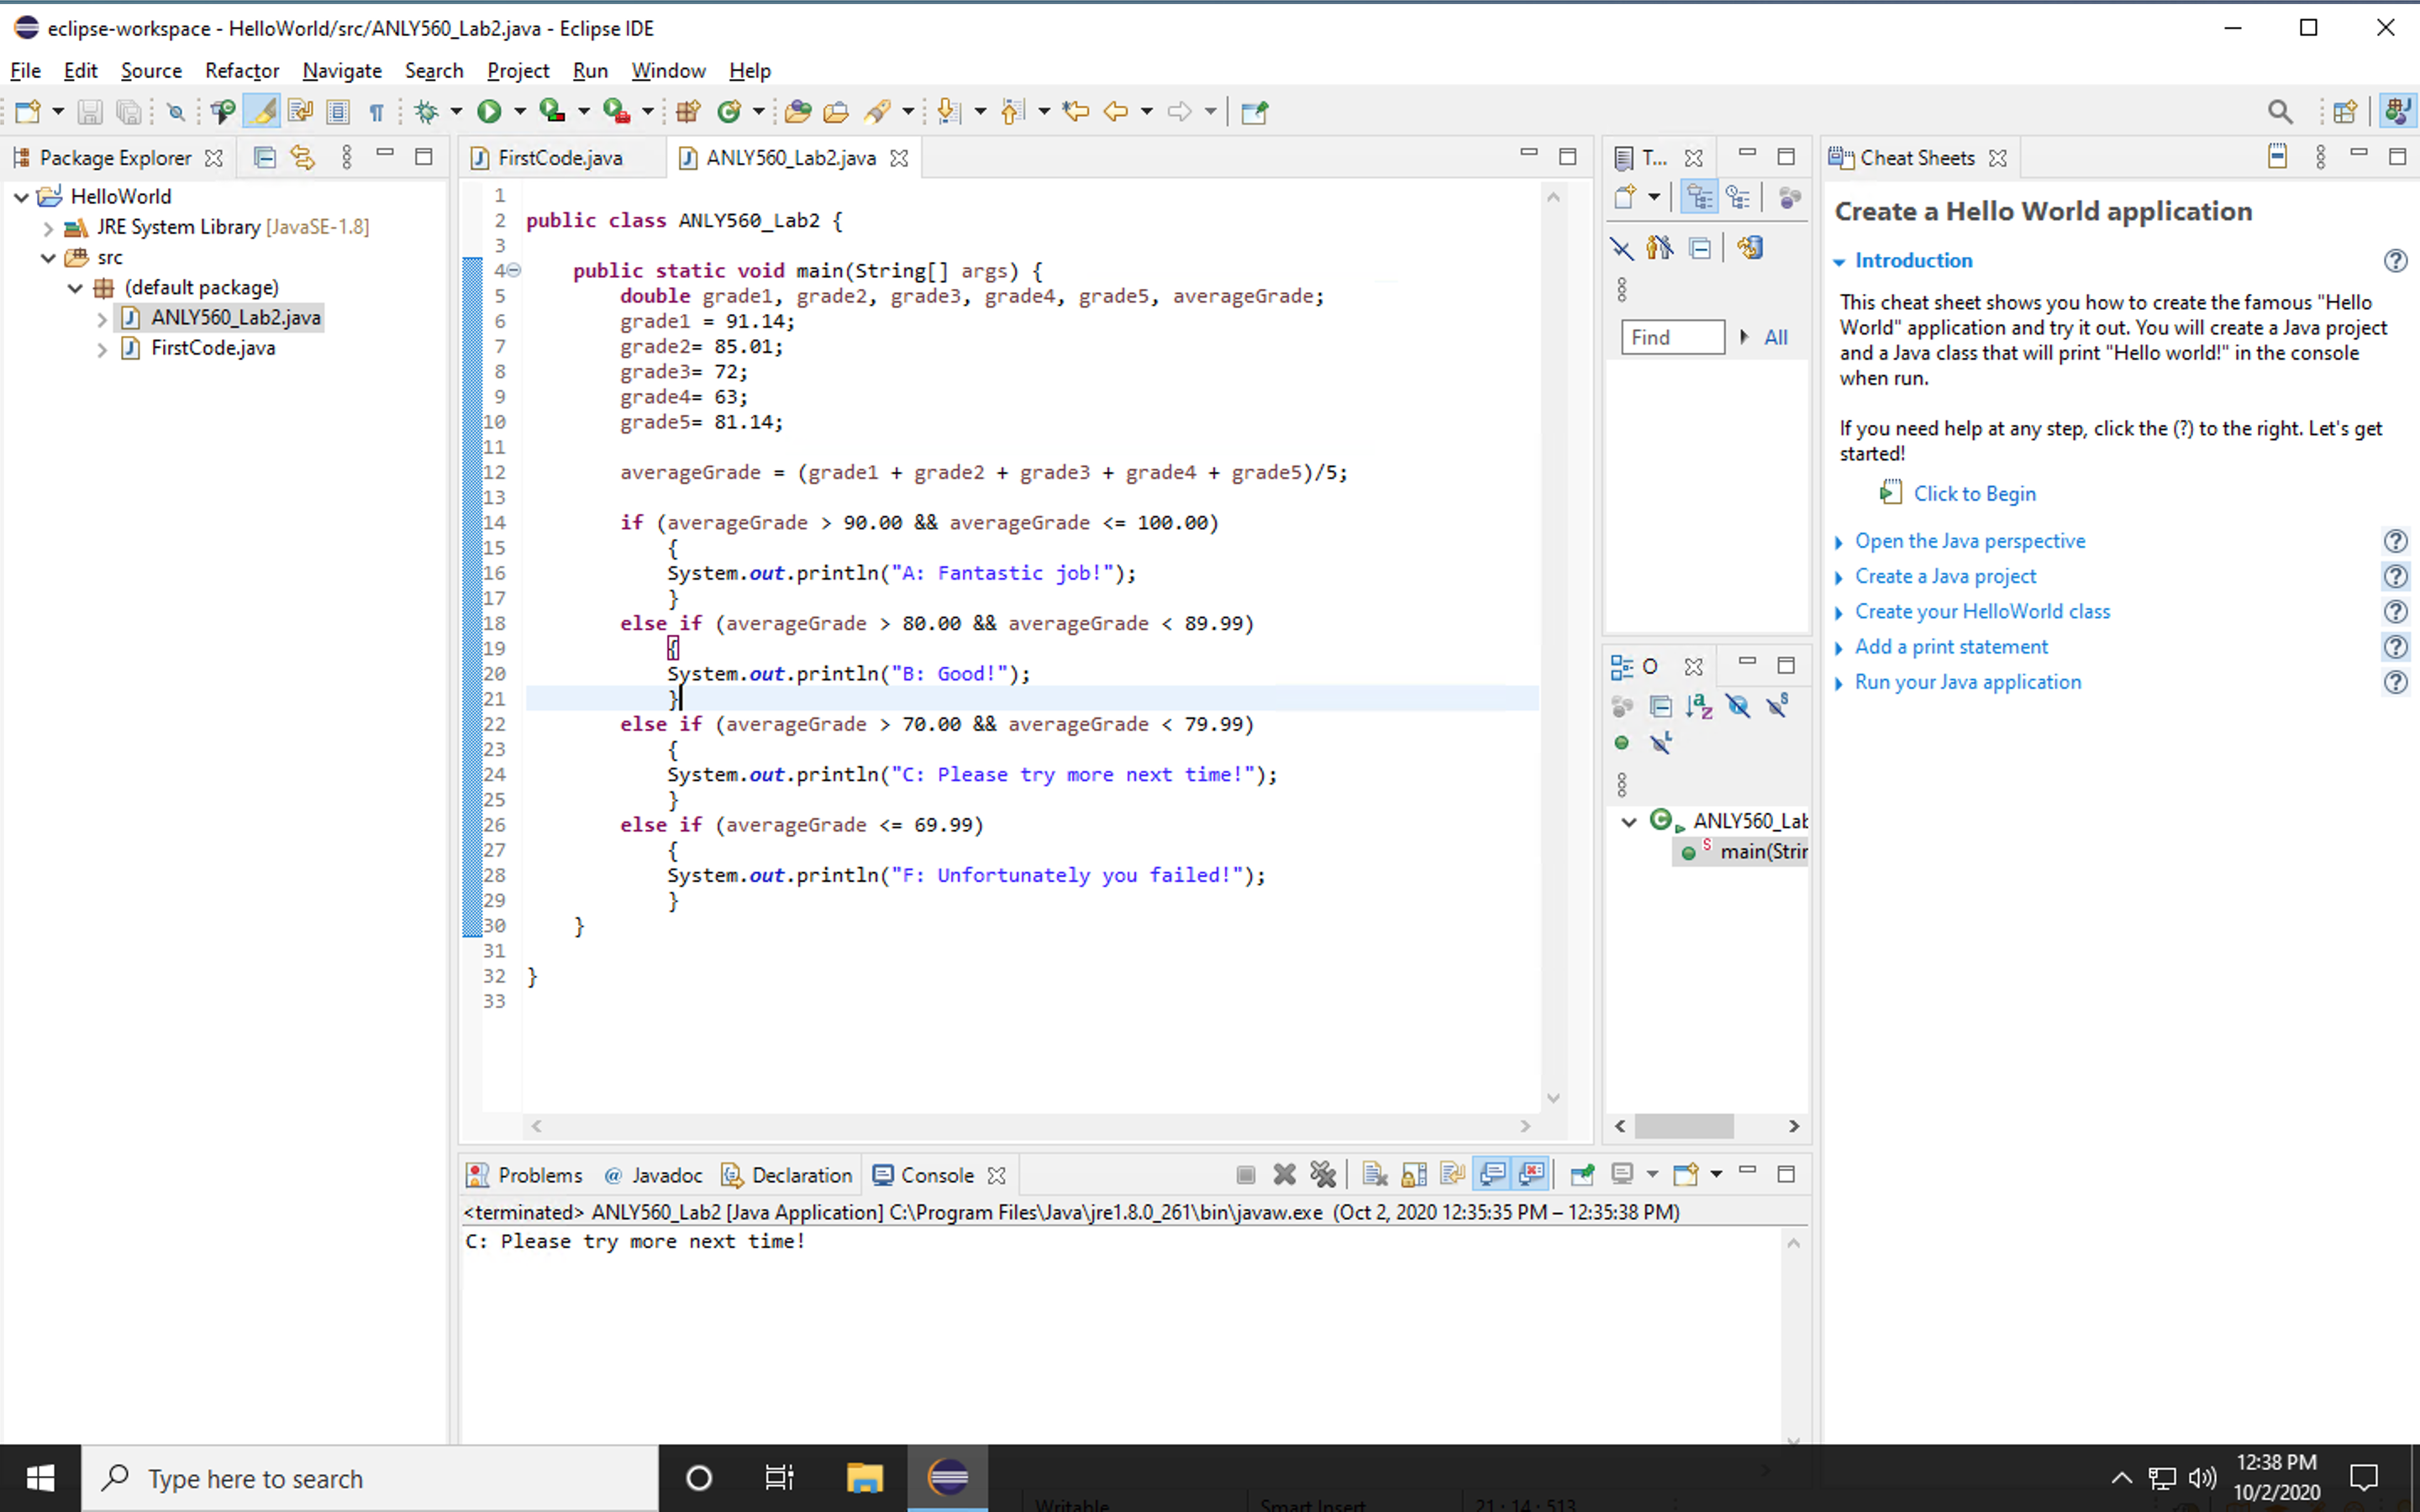 eclipse-workspace - HelloWorld/src/ANLY560_Lab2.java - Eclipse IDE
File Edit Source Refactor Navigate Search Project Run Window Help
Package Explorer
HelloWorld
JRE System Library [JavaSE-1.8]
src
(default package)
ANLY560_Lab2.java
FirstCode.java
FirstCode.java ANLY560_Lab2.java
1
2 public class ANLY560_Lab2 {
3
4 public static void main(String[] args) {
5 double grade1, grade2, grade3, grade4, grade5, averageGrade;
6 grade1 = 91.14;
7 grade2= 85.01;
8 grade3= 72;
9 grade4= 63;
10 grade5= 81.14;
11
12 averageGrade = (grade1 + grade2 + grade3 + grade4 + grade5)/5;
13
14 if (averageGrade > 90.00 && averageGrade <= 100.00)
15 {
16 System.out.println("A: Fantastic job!");
17 }
18 else if (averageGrade > 80.00 && averageGrade < 89.99)
19 {
20 System.out.println("B: Good!");
21 }
22 else if (averageGrade > 70.00 && averageGrade < 79.99)
23 {
24 System.out.println("C: Please try more next time!");
25 }
26 else if (averageGrade <= 69.99)
27 {
28 System.out.println("F: Unfortunately you failed!");
29 }
30 }
31
32 }
33
T...
Find All
O
ANLY560_Lab
main(Strir
Cheat Sheets
Create a Hello World application
Introduction
This cheat sheet shows you how to create the famous "Hello
World" application and try it out. You will create a Java project
and a Java class that will print "Hello world!" in the console
when run.
If you need help at any step, click the (?) to the right. Let's get
started!
Click to Begin
Open the Java perspective
Create a Java project
Create your HelloWorld class
Add a print statement
Run your Java application
Problems @ Javadoc Declaration Console
<terminated> ANLY560_Lab2 [Java Application] C:\Program Files\Java\jre1.8.0_261\bin\javaw.exe (Oct 2, 2020 12:35:35 PM – 12:35:38 PM)
C: Please try more next time!
Writable Smart Insert 21 : 14 : 513
Type here to search
12:38 PM
10/2/2020